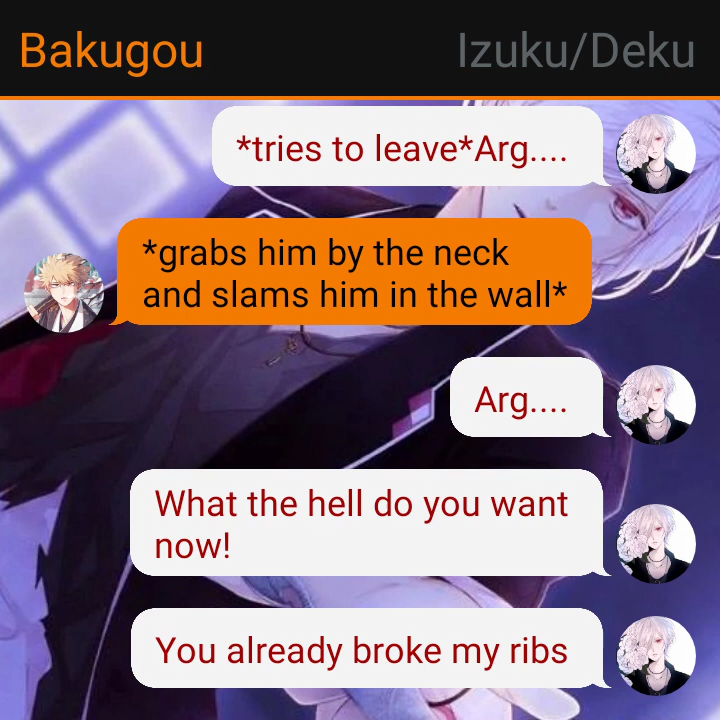 Bakugou Izuku/Deku
*tries to leave*Arg....
*grabs him by the neck
and slams him in the wall*
Arg....
What the hell do you want
now!
You already broke my ribs